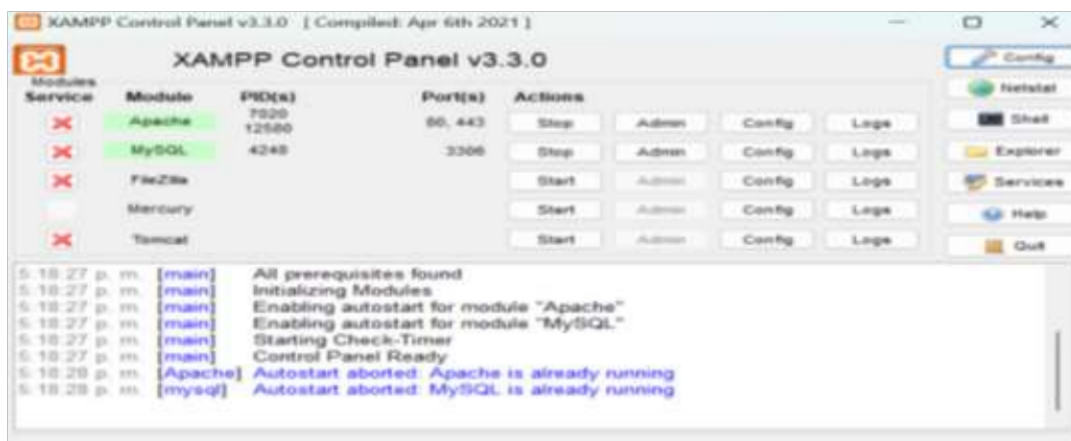 XAMPP Control Panel v3.3.0 [ Compiled: Apr 6th 2021 ]
XAMPP Control Panel v3.3.0
Config
Modules
Service Module PID(s) Port(s) Actions
Netstat
Apache 7020 12580 80, 443 Stop Admin Config Logs
Shell
MySQL 4248 3306 Stop Admin Config Logs
Explorer
FileZilla Start Admin Config Logs
Services
Mercury Start Admin Config Logs
Help
Tomcat Start Admin Config Logs
Quit
5:18:27 p. m. [main] All prerequisites found
5:18:27 p. m. [main] Initializing Modules
5:18:27 p. m. [main] Enabling autostart for module "Apache"
5:18:27 p. m. [main] Enabling autostart for module "MySQL"
5:18:27 p. m. [main] Starting Check-Timer
5:18:27 p. m. [main] Control Panel Ready
5:18:28 p. m. [Apache] Autostart aborted: Apache is already running
5:18:28 p. m. [mysql] Autostart aborted: MySQL is already running